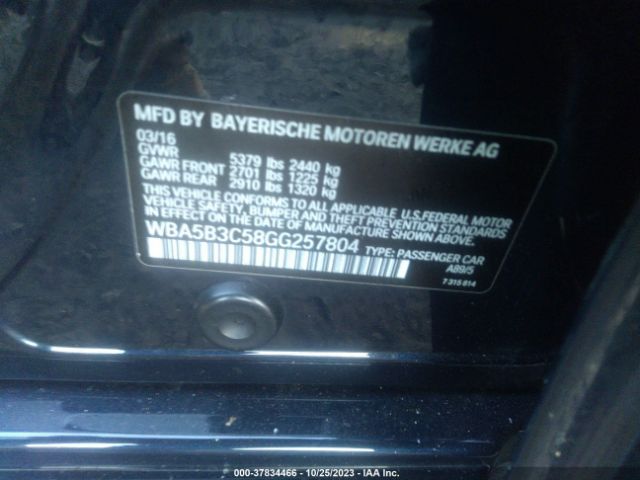 MFD BY BAYERISCHE MOTOREN WERKE AG
03/16
GVWR 5379 lbs 2440 kg
GAWR FRONT 2701 lbs 1225 kg
GAWR REAR 2910 lbs 1320 kg
THIS VEHICLE CONFORMS TO ALL APPLICABLE U.S.FEDERAL MOTOR
VEHICLE SAFETY, BUMPER AND THEFT PREVENTION STANDARDS
IN EFFECT ON THE DATE OF MANUFACTURE SHOWN ABOVE.
WBA5B3C58GG257804 TYPE: PASSENGER CAR
A89/5
7 315 814
000-37834466 - 10/25/2023 - IAA Inc.